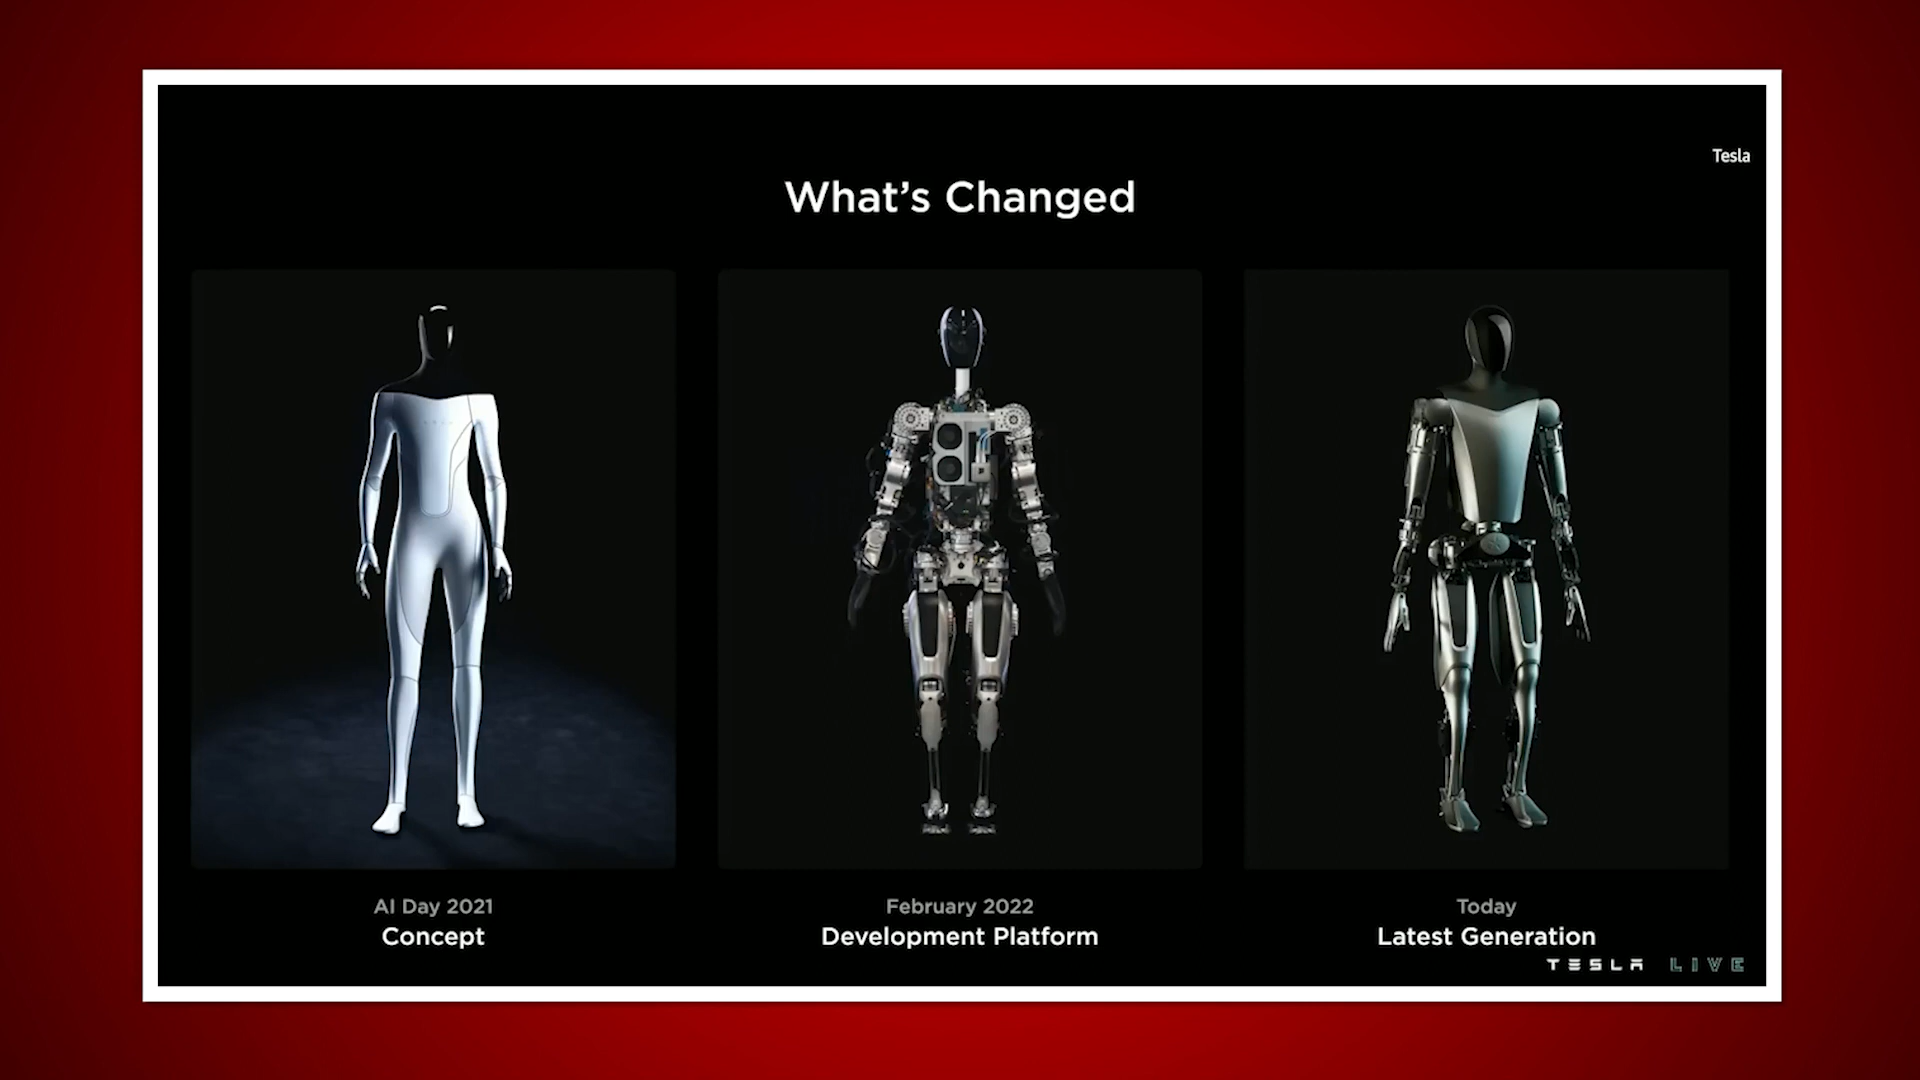 Tesla
What's Changed
AI Day 2021
Concept
February 2022
Development Platform
Today
Latest Generation
TESLA LIVE